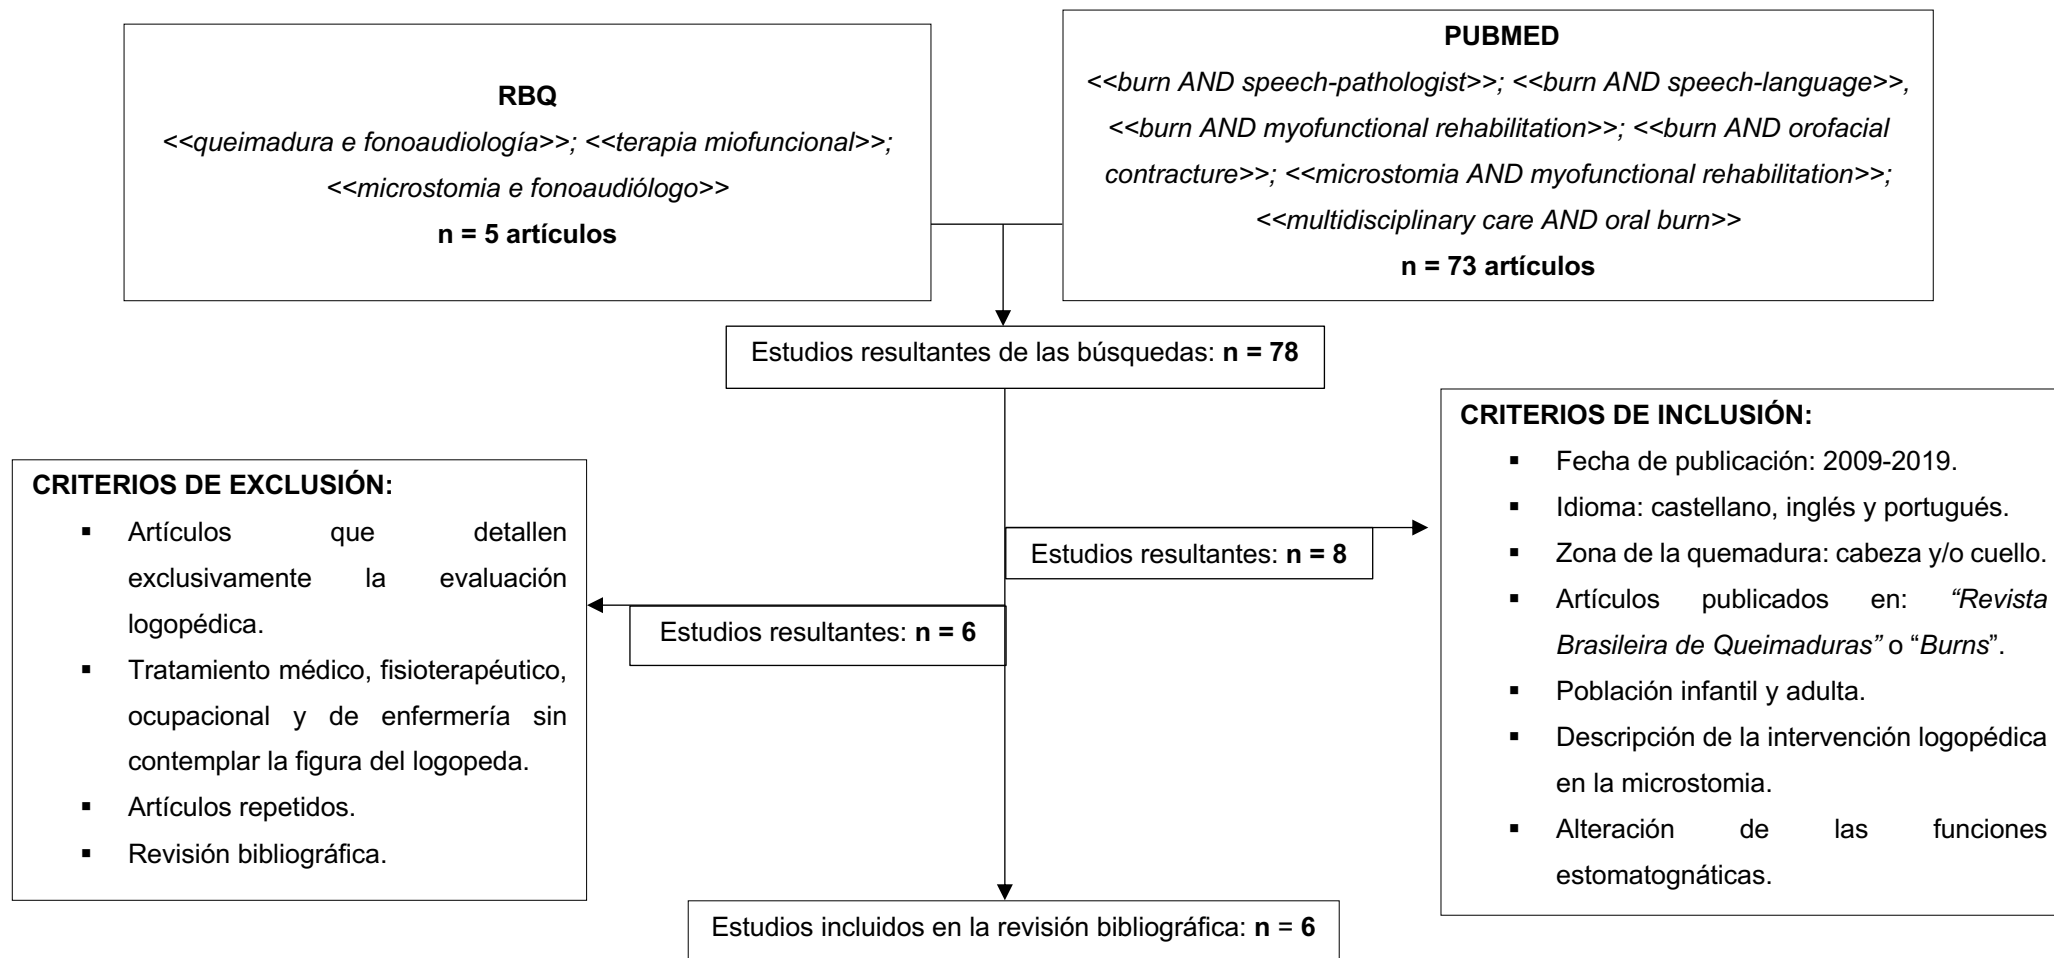 RBQ
<<queimadura e fonoaudiología>>; <<terapia miofuncional>>;
<<microstomia e fonoaudiólogo>>
n = 5 artículos
PUBMED
<<burn AND speech-pathologist>>; <<burn AND speech-language>>,
<<burn AND myofunctional rehabilitation>>; <<burn AND orofacial
contracture>>; <<microstomia AND myofunctional rehabilitation>>;
<<multidisciplinary care AND oral burn>>
n = 73 artículos
Estudios resultantes de las búsquedas: n = 78
CRITERIOS DE INCLUSIÓN:
▪ Fecha de publicación: 2009-2019.
▪ Idioma: castellano, inglés y portugués.
▪ Zona de la quemadura: cabeza y/o cuello.
▪ Artículos publicados en: “Revista
Brasileira de Queimaduras” o “Burns”.
▪ Población infantil y adulta.
▪ Descripción de la intervención logopédica
en la microstomia.
▪ Alteración de las funciones
estomatognáticas.
Estudios resultantes: n = 8
CRITERIOS DE EXCLUSIÓN:
▪ Artículos que detallen
exclusivamente la evaluación
logopédica.
▪ Tratamiento médico, fisioterapéutico,
ocupacional y de enfermería sin
contemplar la figura del logopeda.
▪ Artículos repetidos.
▪ Revisión bibliográfica.
Estudios resultantes: n = 6
Estudios incluidos en la revisión bibliográfica: n = 6